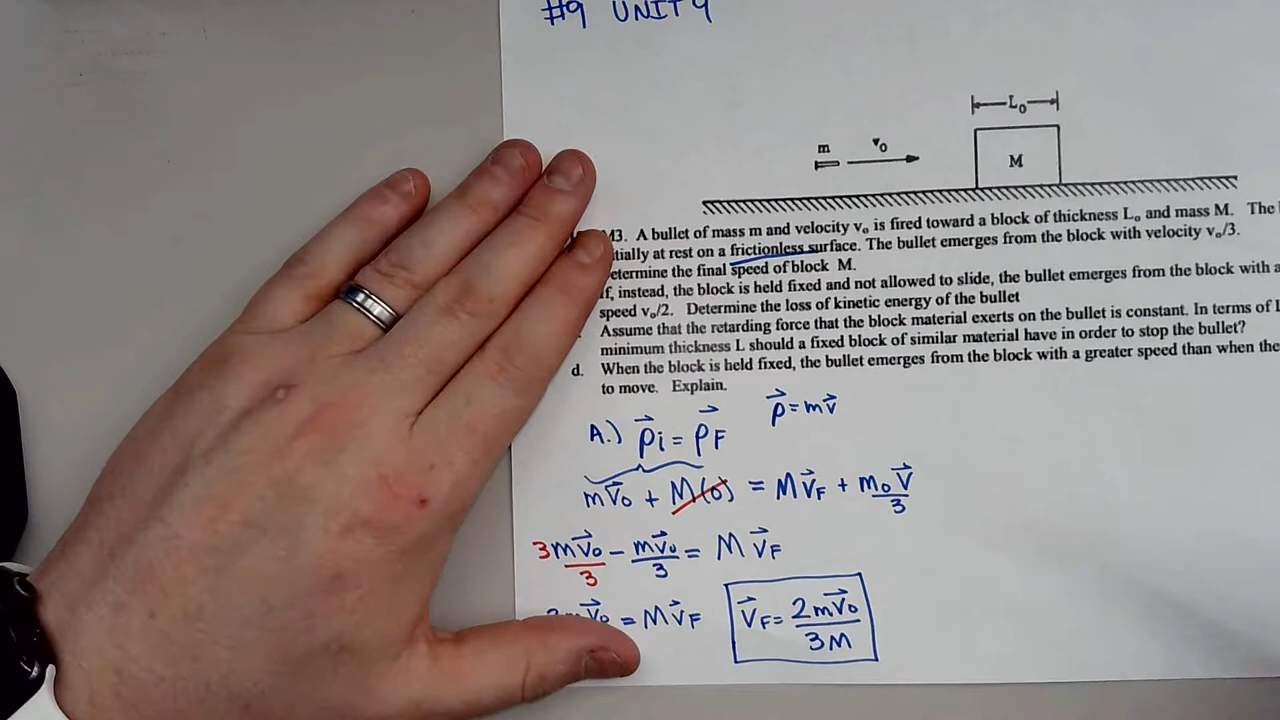 #9 UNIT 9
L₀
m v₀
M
M3. A bullet of mass m and velocity v₀ is fired toward a block of thickness L₀ and mass M. The
tially at rest on a frictionless surface. The bullet emerges from the block with velocity v₀/3.
etermine the final speed of block M.
f, instead, the block is held fixed and not allowed to slide, the bullet emerges from the block with a
speed v₀/2. Determine the loss of kinetic energy of the bullet
Assume that the retarding force that the block material exerts on the bullet is constant. In terms of
minimum thickness L should a fixed block of similar material have in order to stop the bullet?
d. When the block is held fixed, the bullet emerges from the block with a greater speed than when the
to move. Explain.
A.) p⃗i = p⃗F p⃗ = mv⃗
mv⃗₀ + M(0) = Mv⃗F + m₀v⃗/3
3mv⃗₀/3 - mv⃗₀/3 = Mv⃗F
v⃗₀ = Mv⃗F v⃗F = 2mv⃗₀/3M